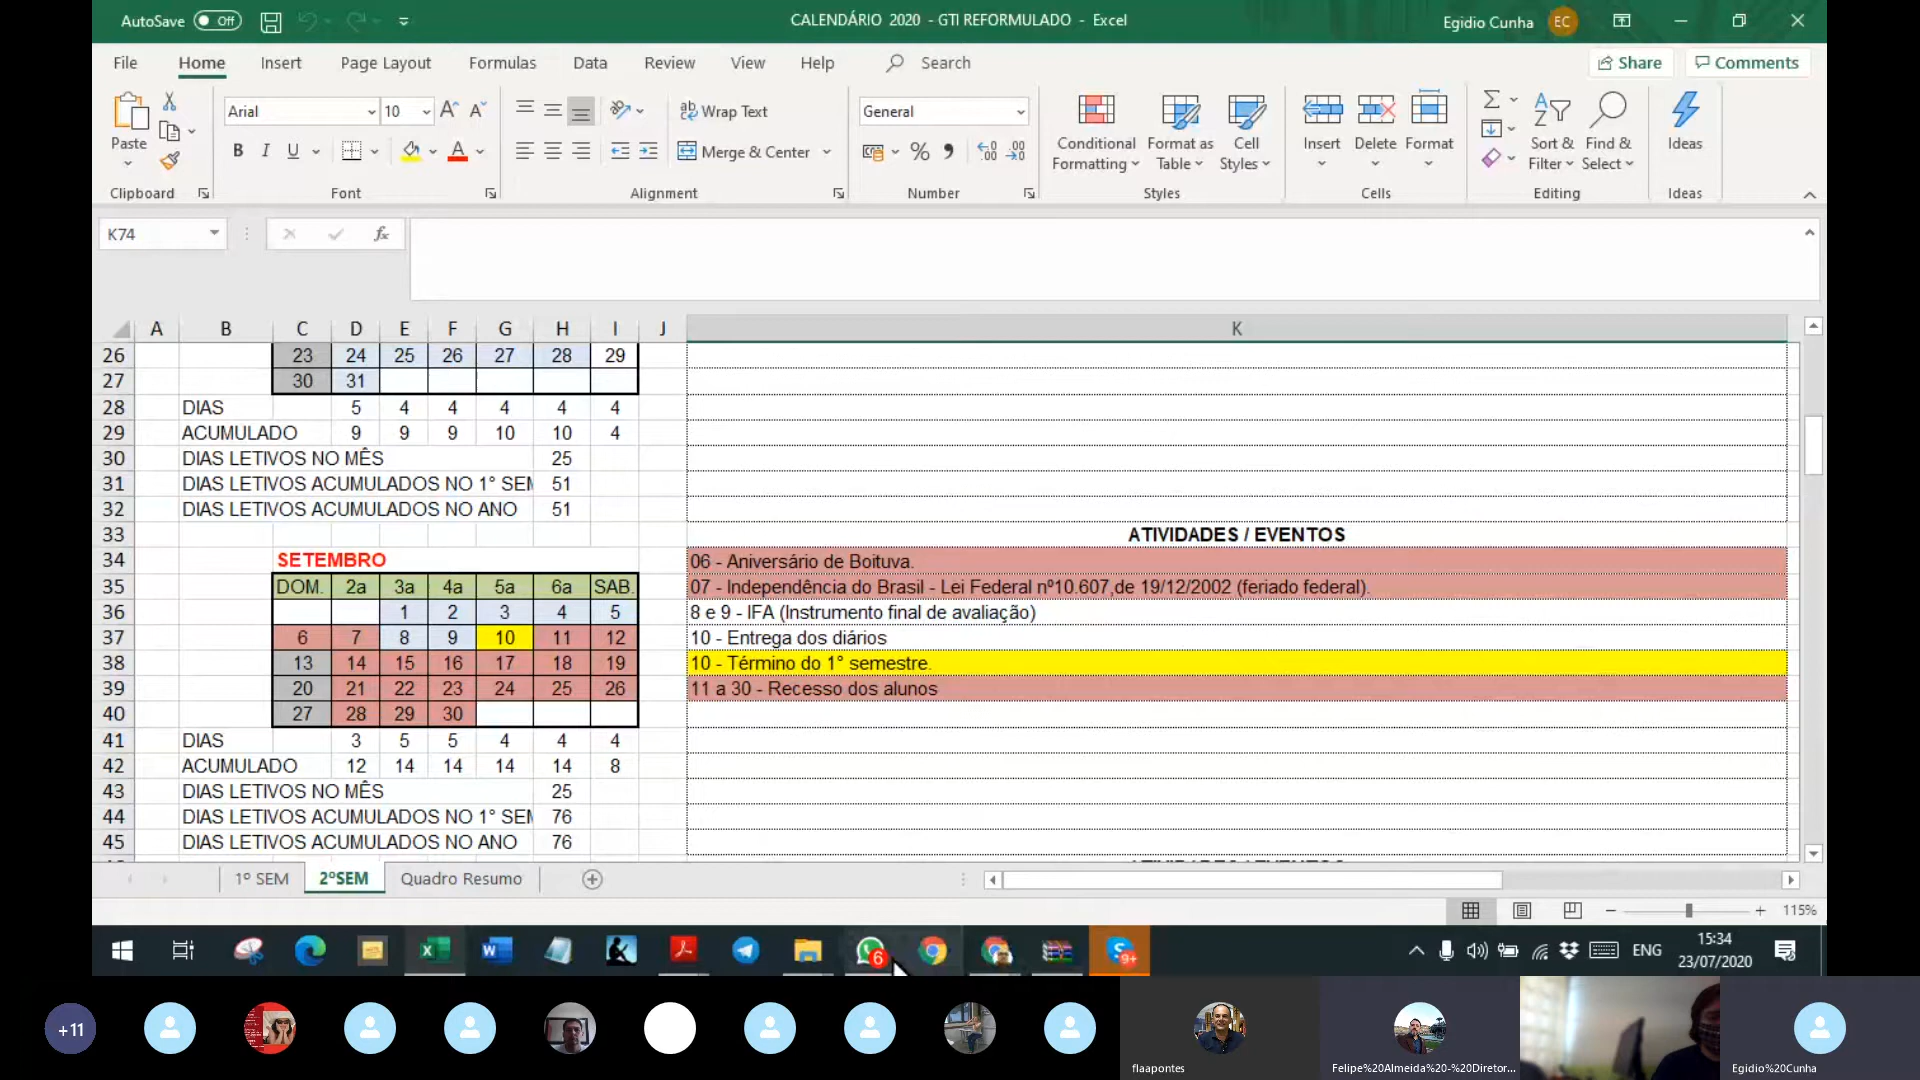 AutoSave Off CALENDÁRIO 2020 - GTI REFORMULADO - Excel Egidio Cunha EC
File Home Insert Page Layout Formulas Data Review View Help Search Share Comments
Arial 10 Wrap Text General
Paste B I U A Merge & Center % Conditional Formatting Format as Table Cell Styles Insert Delete Format Sort & Filter Find & Select Ideas
Clipboard Font Alignment Number Styles Cells Editing Ideas
K74 fx
A B C D E F G H I J K
26 23 24 25 26 27 28 29
27 30 31
28 DIAS 5 4 4 4 4 4
29 ACUMULADO 9 9 9 10 10 4
30 DIAS LETIVOS NO MÊS 25
31 DIAS LETIVOS ACUMULADOS NO 1° SEM 51
32 DIAS LETIVOS ACUMULADOS NO ANO 51
33 ATIVIDADES / EVENTOS
34 SETEMBRO 06 - Aniversário de Boituva.
35 DOM. 2a 3a 4a 5a 6a SAB. 07 - Independência do Brasil - Lei Federal nº10.607,de 19/12/2002 (feriado federal).
36 1 2 3 4 5 8 e 9 - IFA (Instrumento final de avaliação)
37 6 7 8 9 10 11 12 10 - Entrega dos diários
38 13 14 15 16 17 18 19 10 - Término do 1° semestre.
39 20 21 22 23 24 25 26 11 a 30 - Recesso dos alunos
40 27 28 29 30
41 DIAS 3 5 5 4 4 4
42 ACUMULADO 12 14 14 14 14 8
43 DIAS LETIVOS NO MÊS 25
44 DIAS LETIVOS ACUMULADOS NO 1° SEM 76
45 DIAS LETIVOS ACUMULADOS NO ANO 76
1º SEM 2ºSEM Quadro Resumo
115%
6 9+ ENG 15:34
23/07/2020
+11
flaapontes Felipe%20Almeida%20-%20Diretor... Egidio%20Cunha